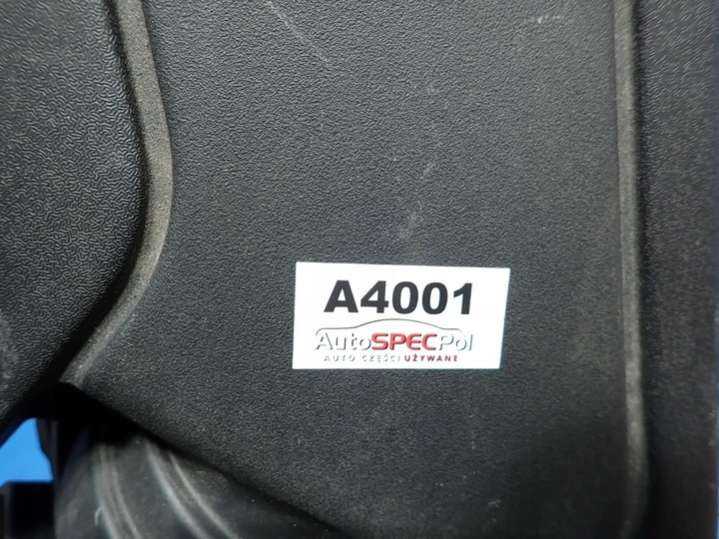 A4001
AutoSPECPol
AUTO CZĘŚCI UŻYWANE